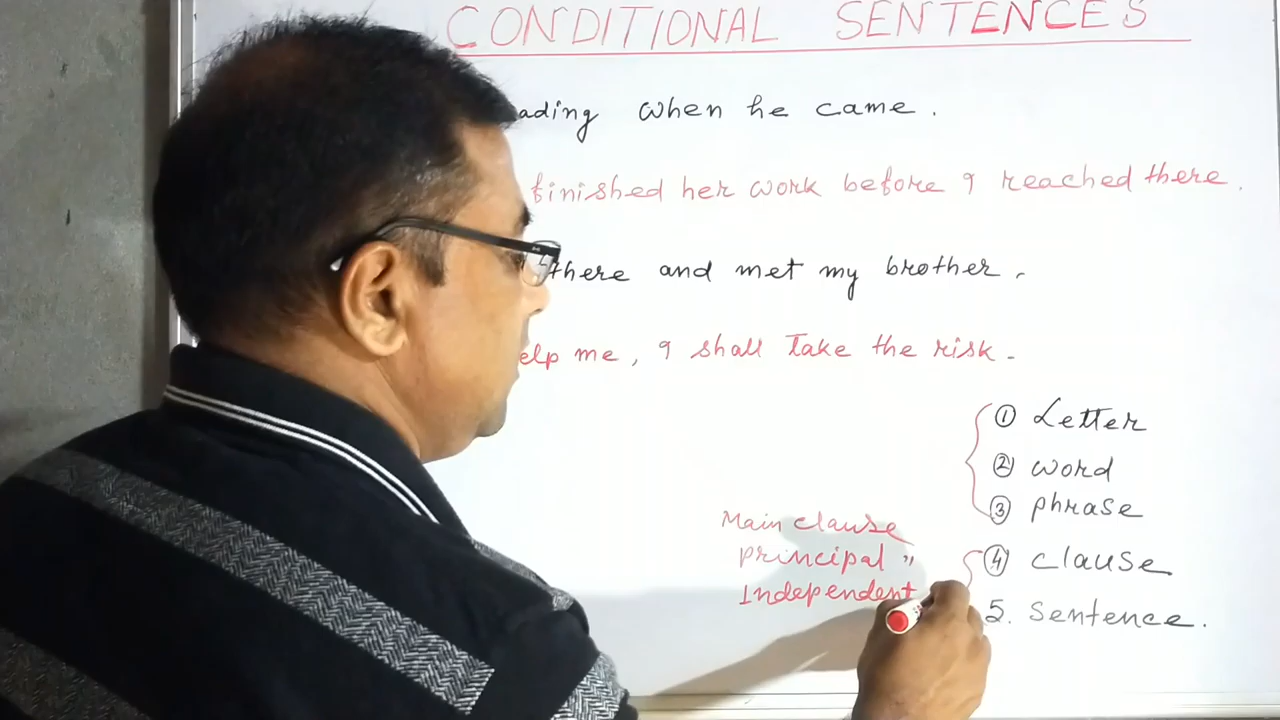 CONDITIONAL SENTENCES
ading when he came.
finished her work before I reached there.
there and met my brother.
elp me, I shall take the risk.
① Letter
② word
③ phrase
④ clause
5. Sentence.
Main clause
Principal "
Independent